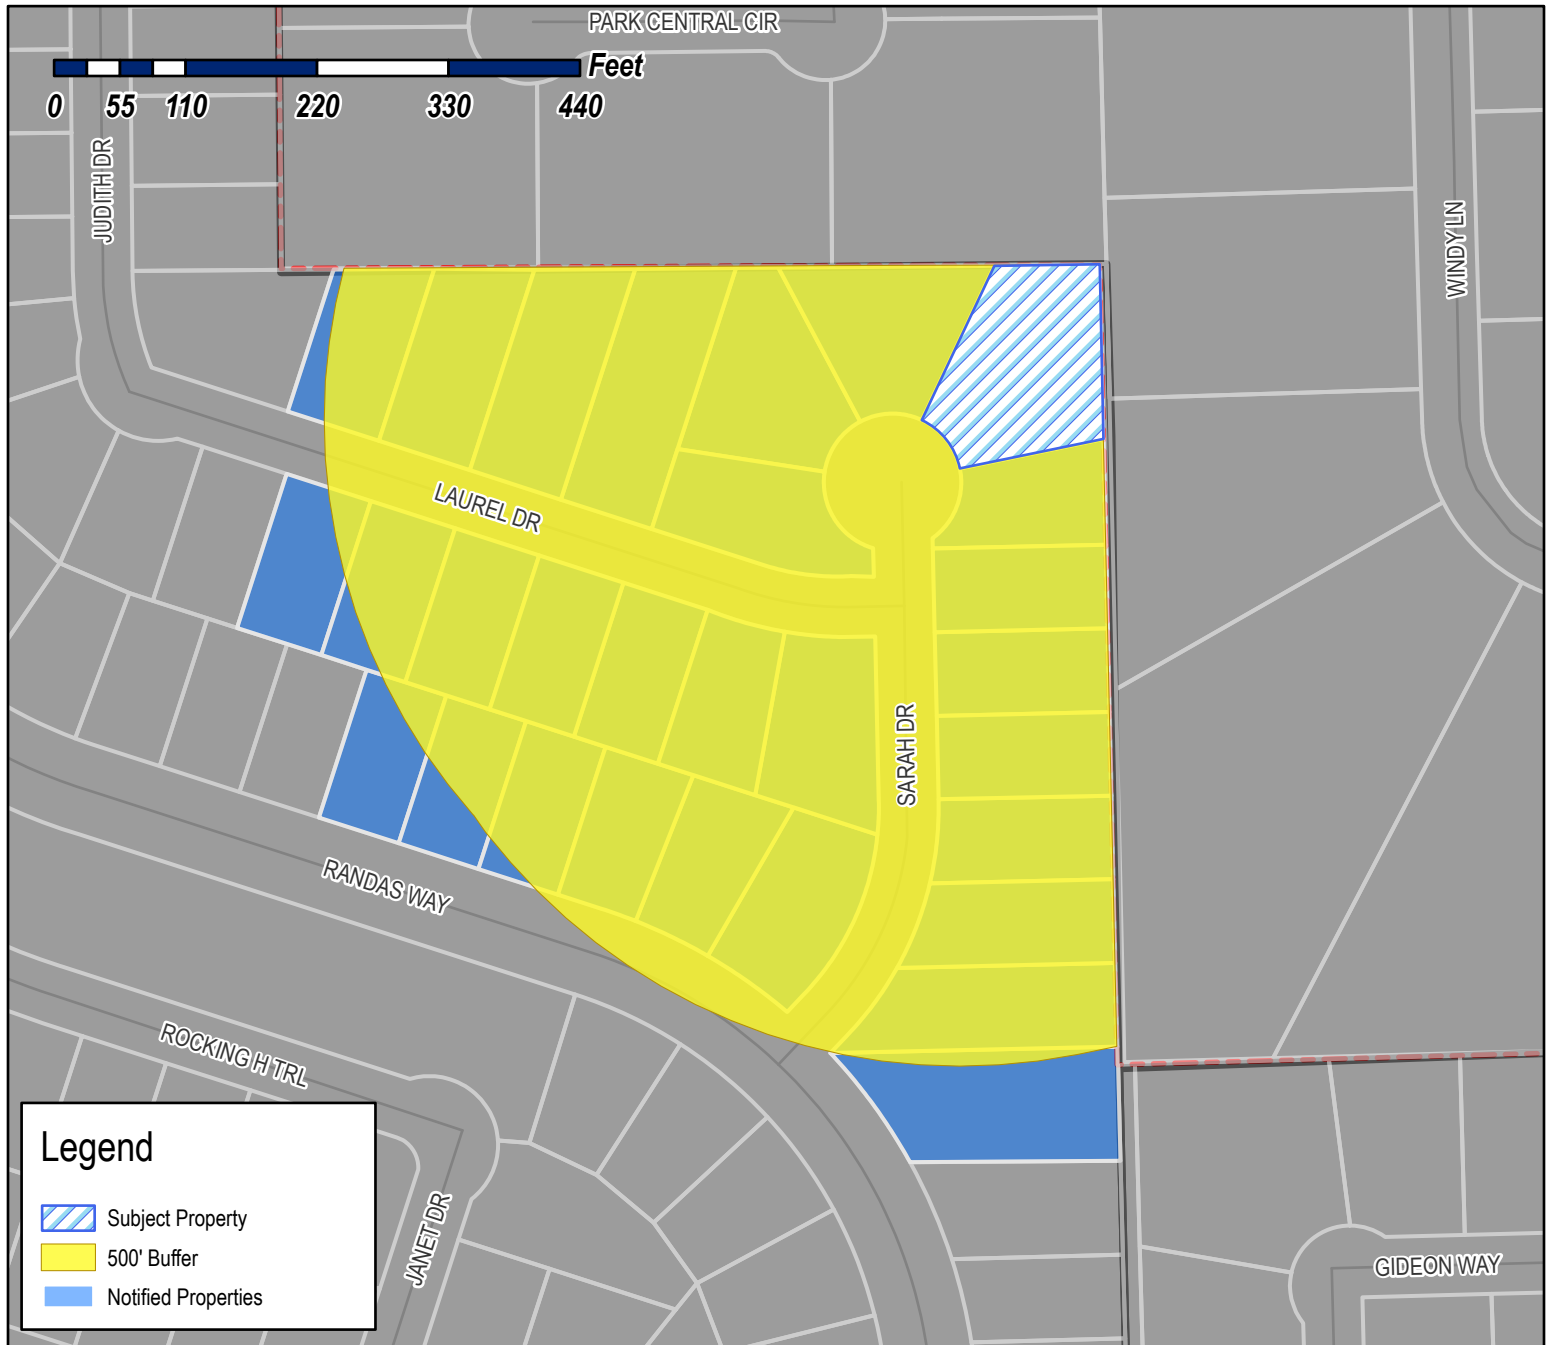 PARK CENTRAL CIR
Feet
0 55 110 220 330 440
JUDITH DR
WINDY LN
LAUREL DR
SARAH DR
RANDAS WAY
ROCKING H TRL
JANET DR
GIDEON WAY
Legend
Subject Property
500' Buffer
Notified Properties